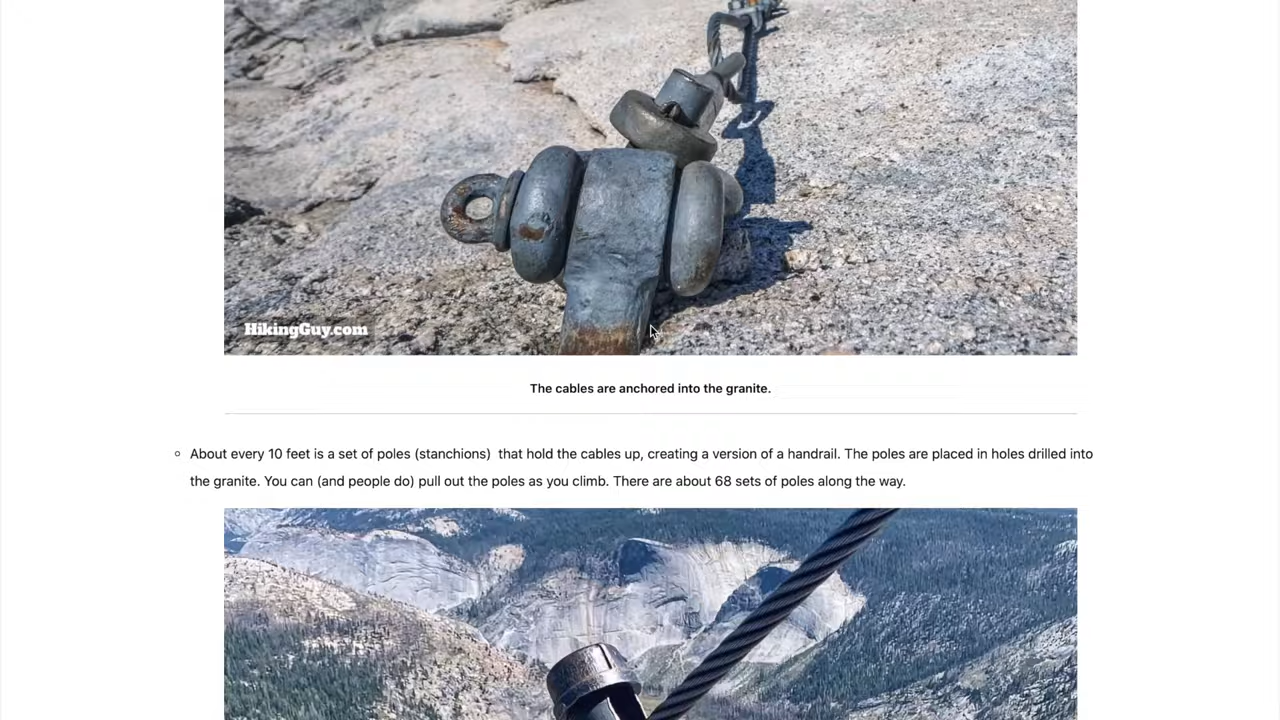 HikingGuy.com
The cables are anchored into the granite.
About every 10 feet is a set of poles (stanchions)  that hold the cables up, creating a version of a handrail. The poles are placed in holes drilled into
the granite. You can (and people do) pull out the poles as you climb. There are about 68 sets of poles along the way.